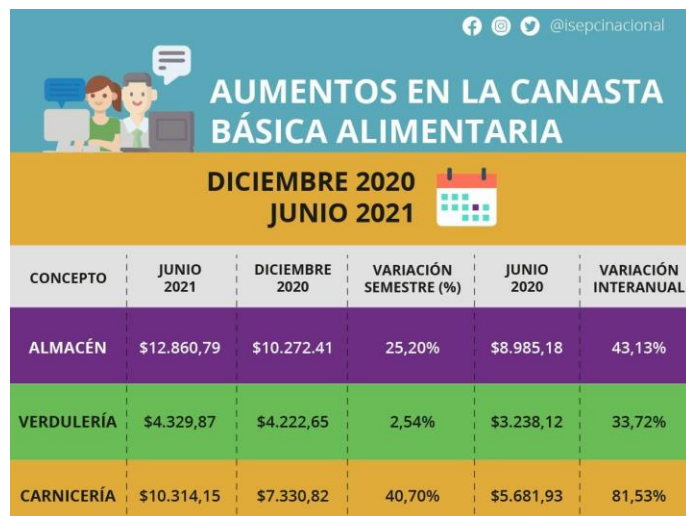 @isepcinacional
AUMENTOS EN LA CANASTA
BÁSICA ALIMENTARIA
DICIEMBRE 2020
JUNIO 2021
CONCEPTO JUNIO 2021 DICIEMBRE 2020 VARIACIÓN SEMESTRE (%) JUNIO 2020 VARIACIÓN INTERANUAL
ALMACÉN $12.860,79 $10.272.41 25,20% $8.985,18 43,13%
VERDULERÍA $4.329,87 $4.222,65 2,54% $3.238,12 33,72%
CARNICERÍA $10.314,15 $7.330,82 40,70% $5.681,93 81,53%